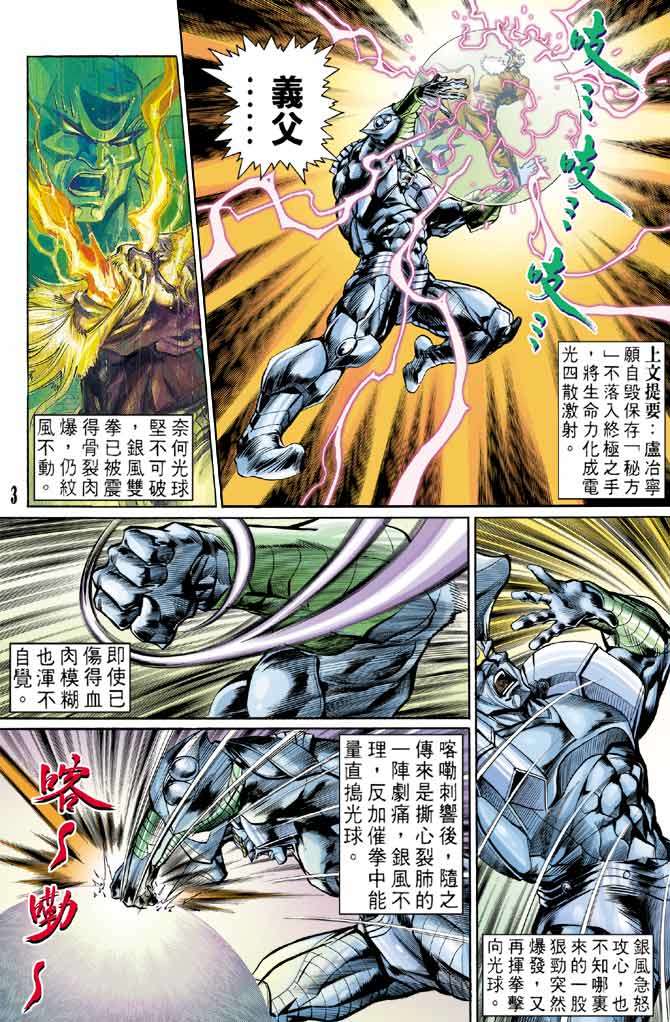 吱ミ吱ミ吱ミ
義父
……
上文提要：盧冶寧
願自毀保存「秘方
」不落入終極之手
，將生命力化成電
光四散激射。
奈何光球
堅不可破
，銀風雙
拳已被震
得骨裂肉
爆，仍紋
風不動。
3
銀風急怒
攻心，也
不知哪裏
來的一股
狠勁突然
爆發，又
再揮拳擊
向光球。
即使已
傷得血
肉模糊
也渾不
自覺。
喀嘞刺響後，隨之
傳來是撕心裂肺的
一陣劇痛，銀風不
理，反加催拳中能
量直搗光球。
喀～嘞～